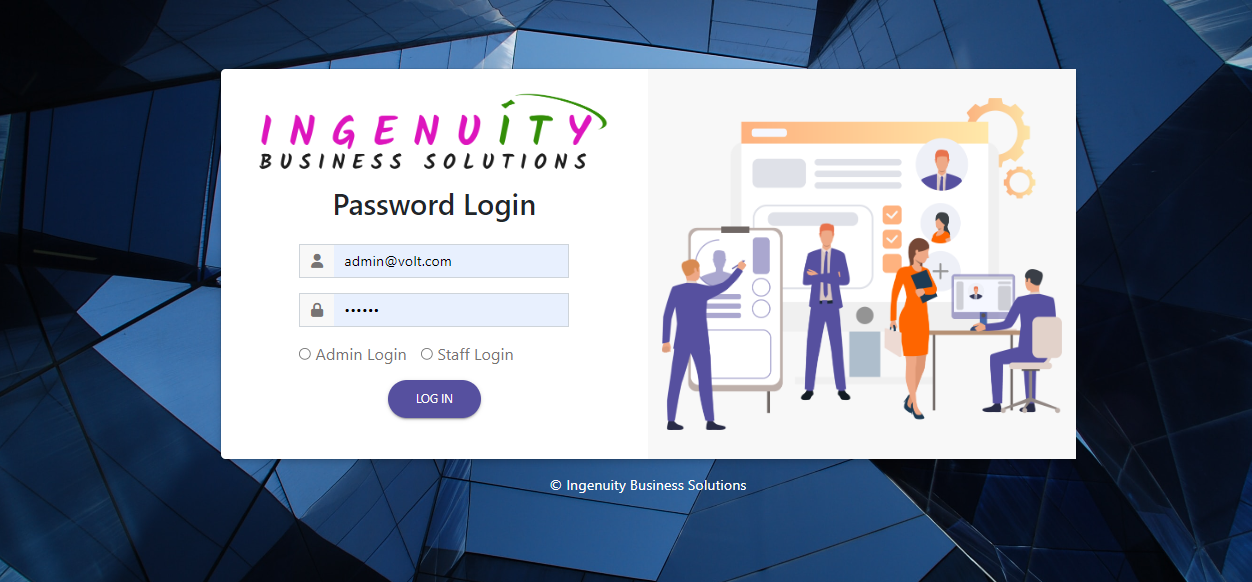 INGENUITY
BUSINESS SOLUTIONS
Password Login
admin@volt.com
••••••
Admin Login Staff Login
LOG IN
© Ingenuity Business Solutions